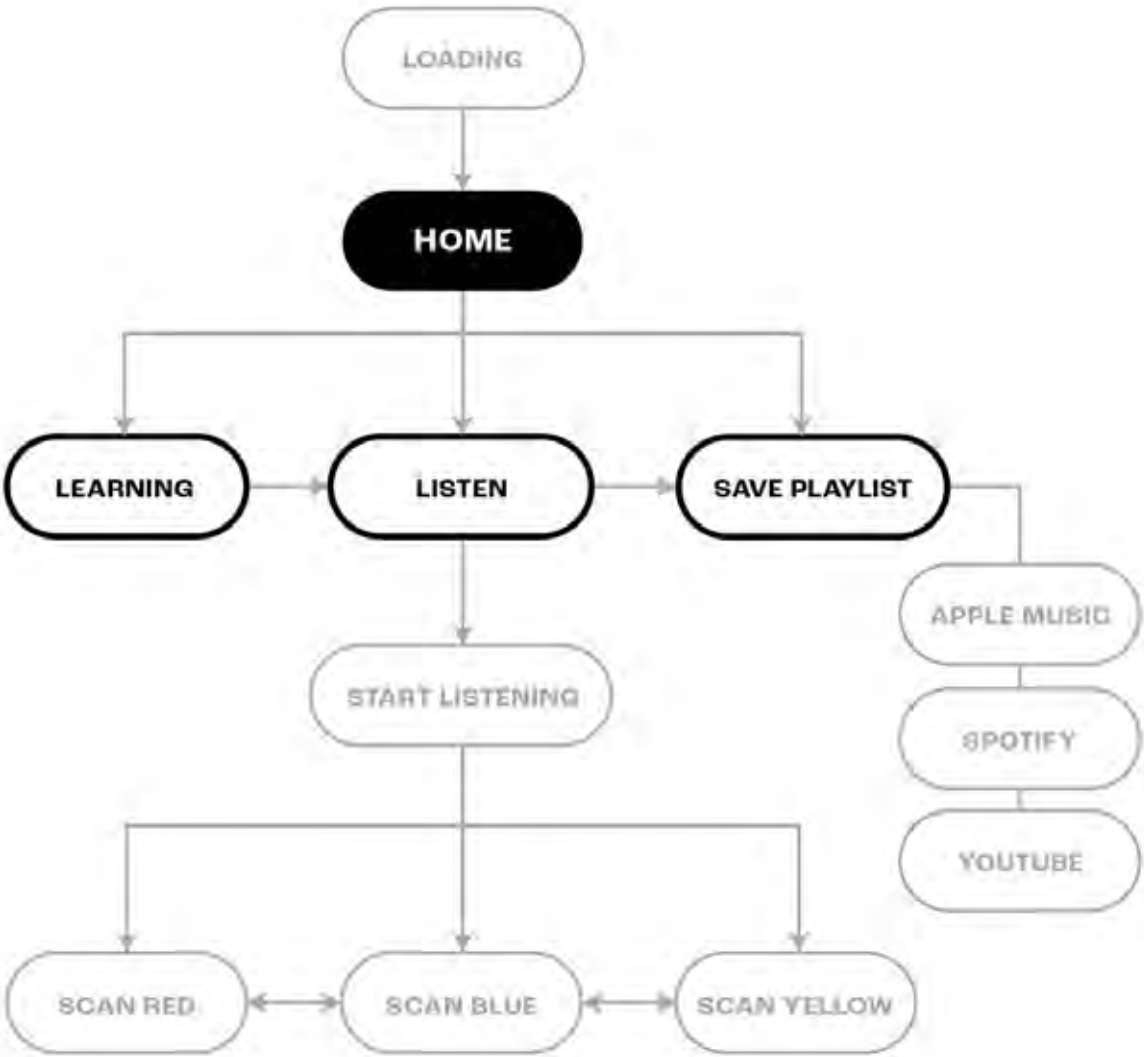 LOADING
HOME
LEARNING
LISTEN
SAVE PLAYLIST
APPLE MUSIC
START LISTENING
SPOTIFY
YOUTUBE
SCAN RED
SCAN BLUE
SCAN YELLOW